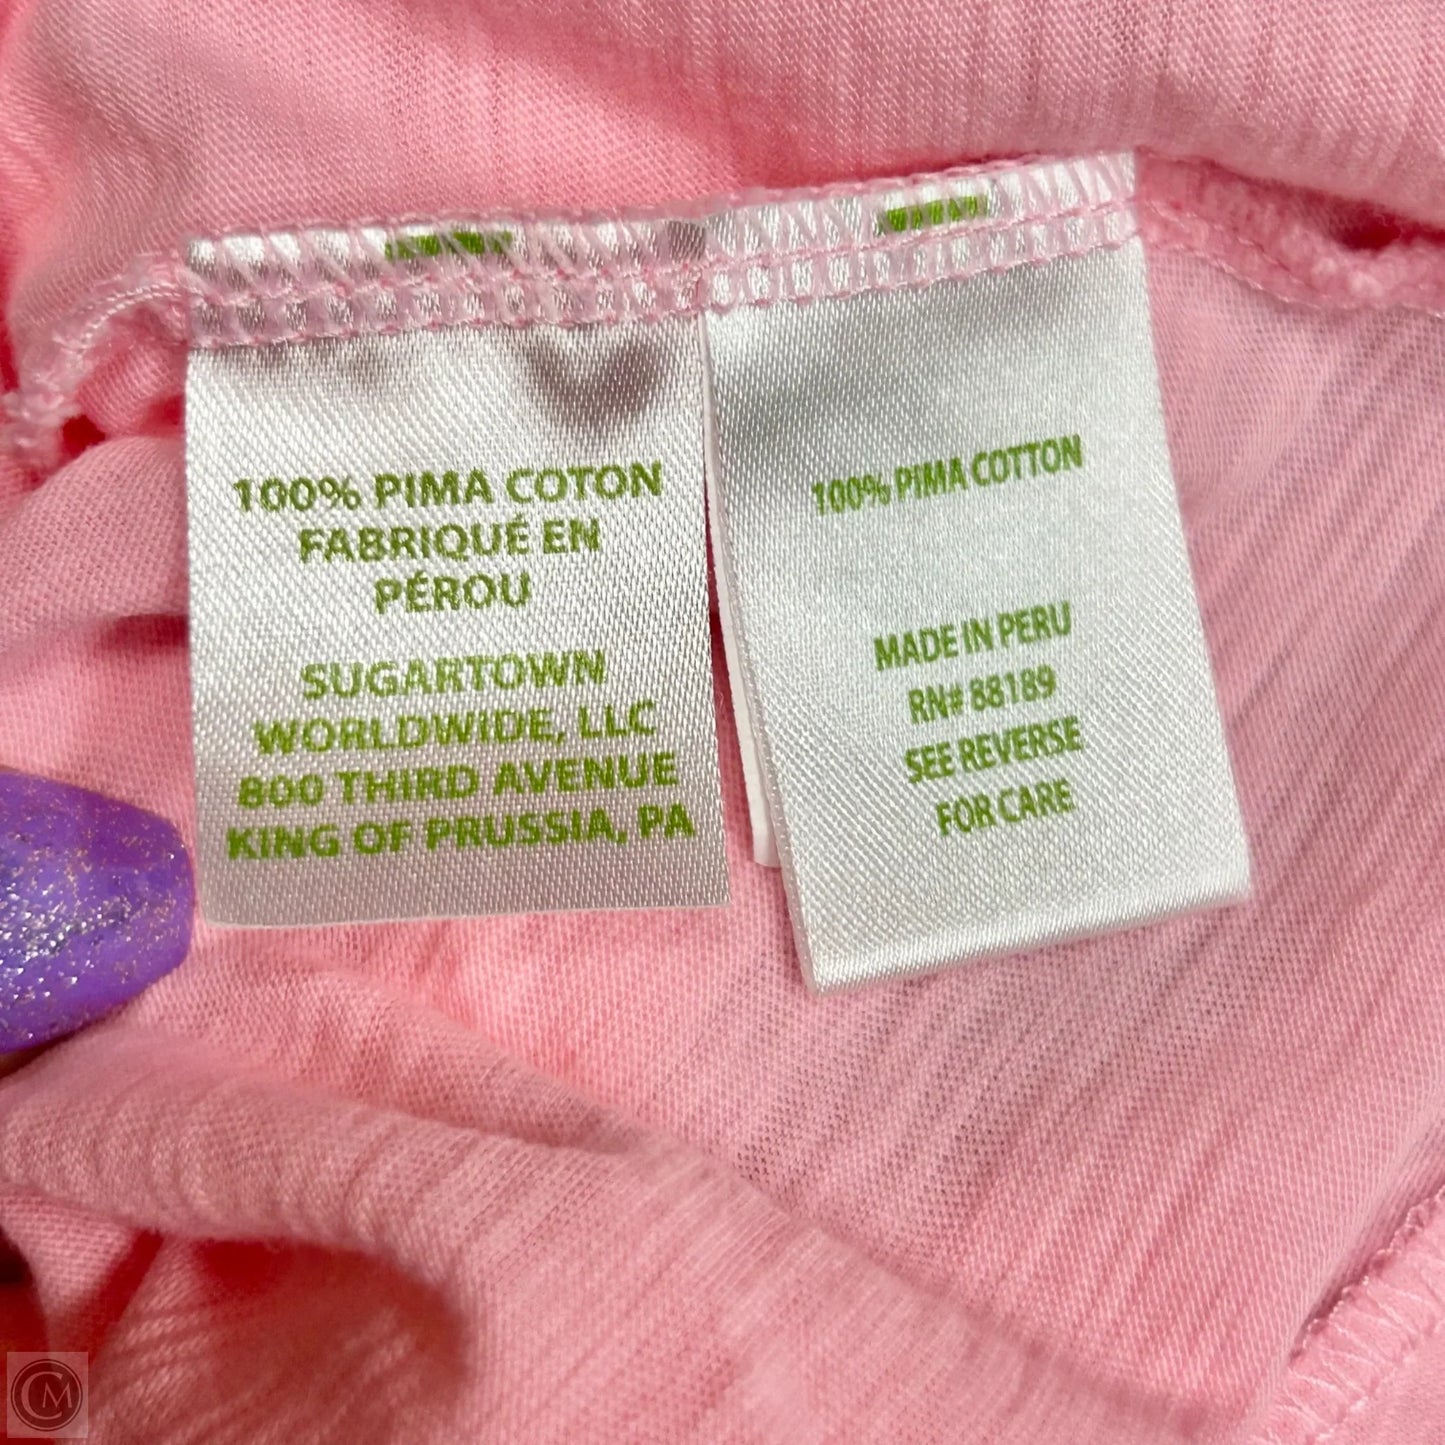 100% PIMA COTON
FABRIQUÉ EN
PÉROU
SUGARTOWN
WORLDWIDE, LLC
800 THIRD AVENUE
KING OF PRUSSIA, PA
100% PIMA COTTON
MADE IN PERU
RN# 88189
SEE REVERSE
FOR CARE
CM